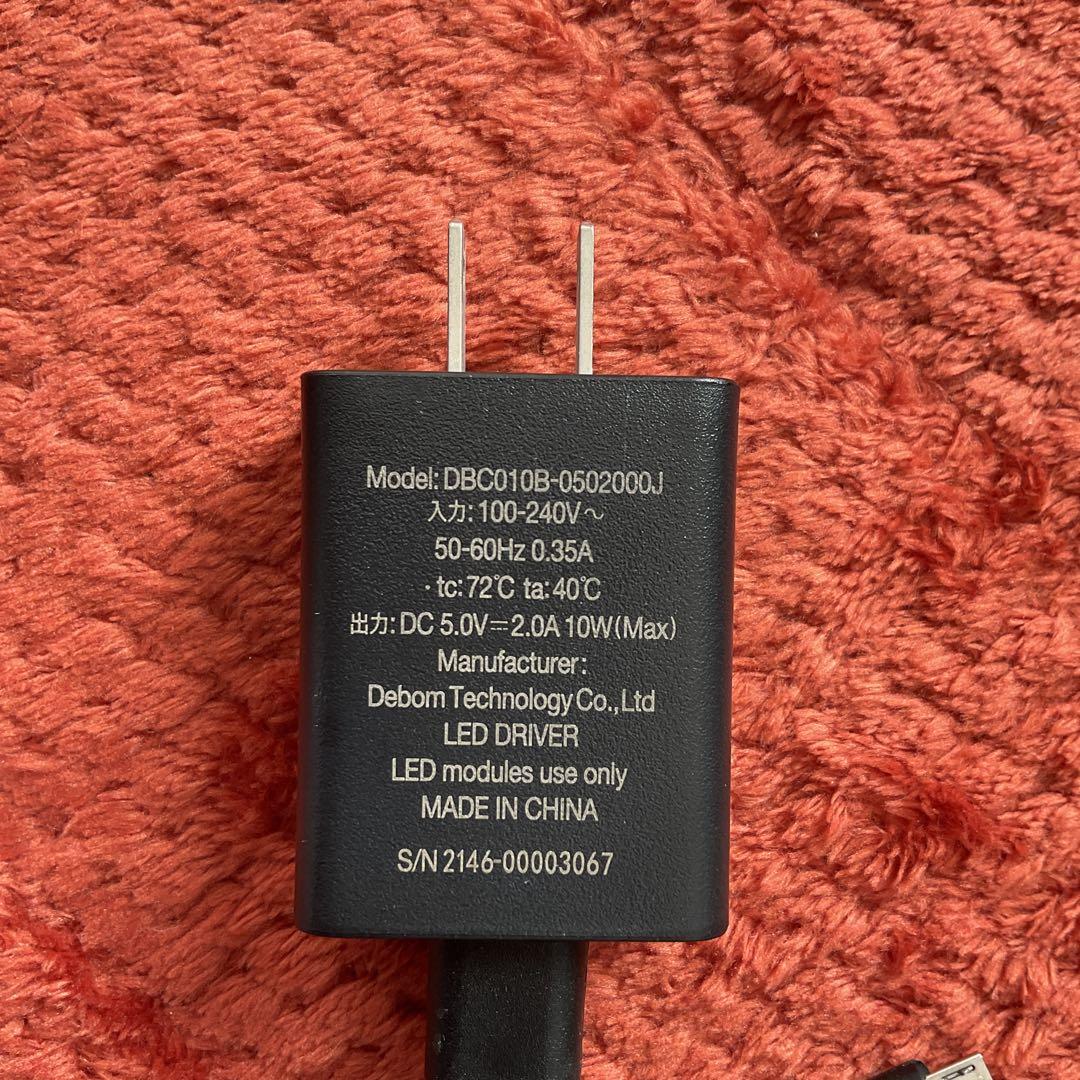 Model: DBC010B-0502000J
入力: 100-240V～
50-60Hz 0.35A
· tc: 72℃ ta: 40℃
出力: DC 5.0V⎓2.0A 10W(Max)
Manufacturer:
Debom Technology Co., Ltd
LED DRIVER
LED modules use only
MADE IN CHINA
S/N 2146-00003067